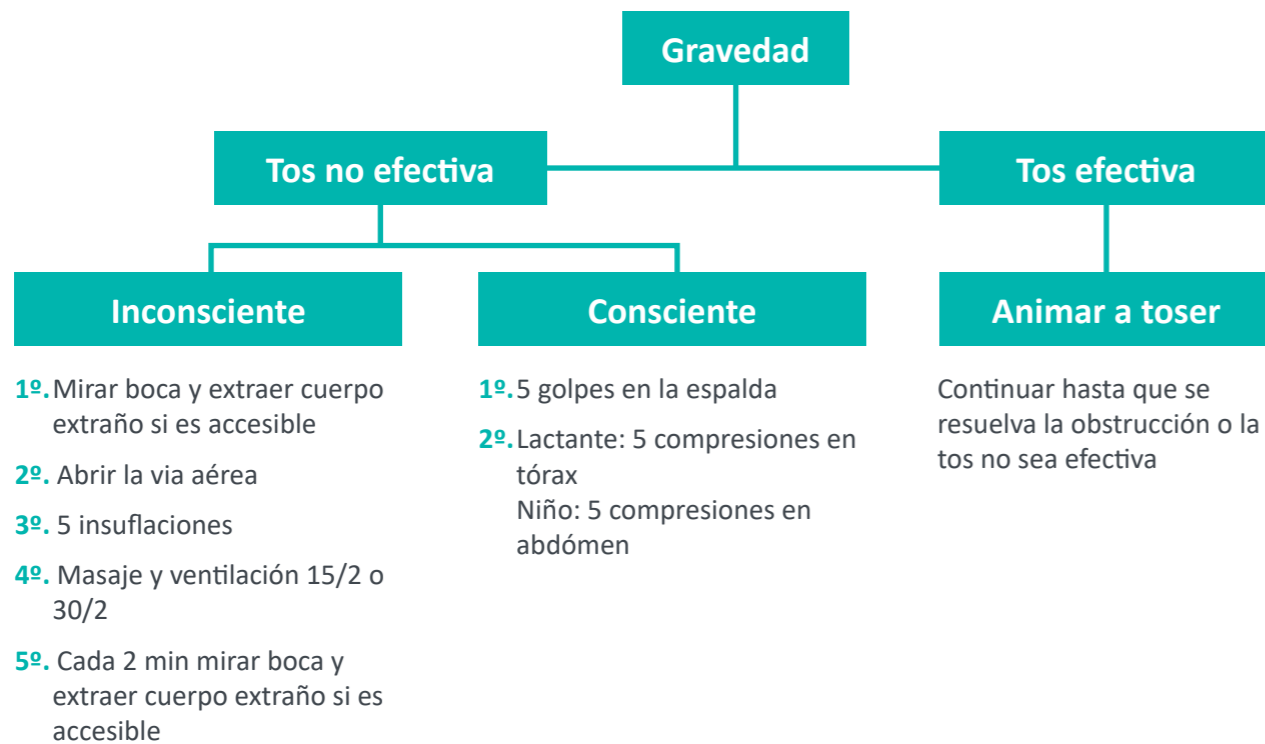 Gravedad
Tos no efectiva
Tos efectiva
Inconsciente
Consciente
Animar a toser
1º. Mirar boca y extraer cuerpo
extraño si es accesible
2º. Abrir la via aérea
3º. 5 insuflaciones
4º. Masaje y ventilación 15/2 o
30/2
5º. Cada 2 min mirar boca y
extraer cuerpo extraño si es
accesible
1º. 5 golpes en la espalda
2º. Lactante: 5 compresiones en
tórax
Niño: 5 compresiones en
abdómen
Continuar hasta que se
resuelva la obstrucción o la
tos no sea efectiva